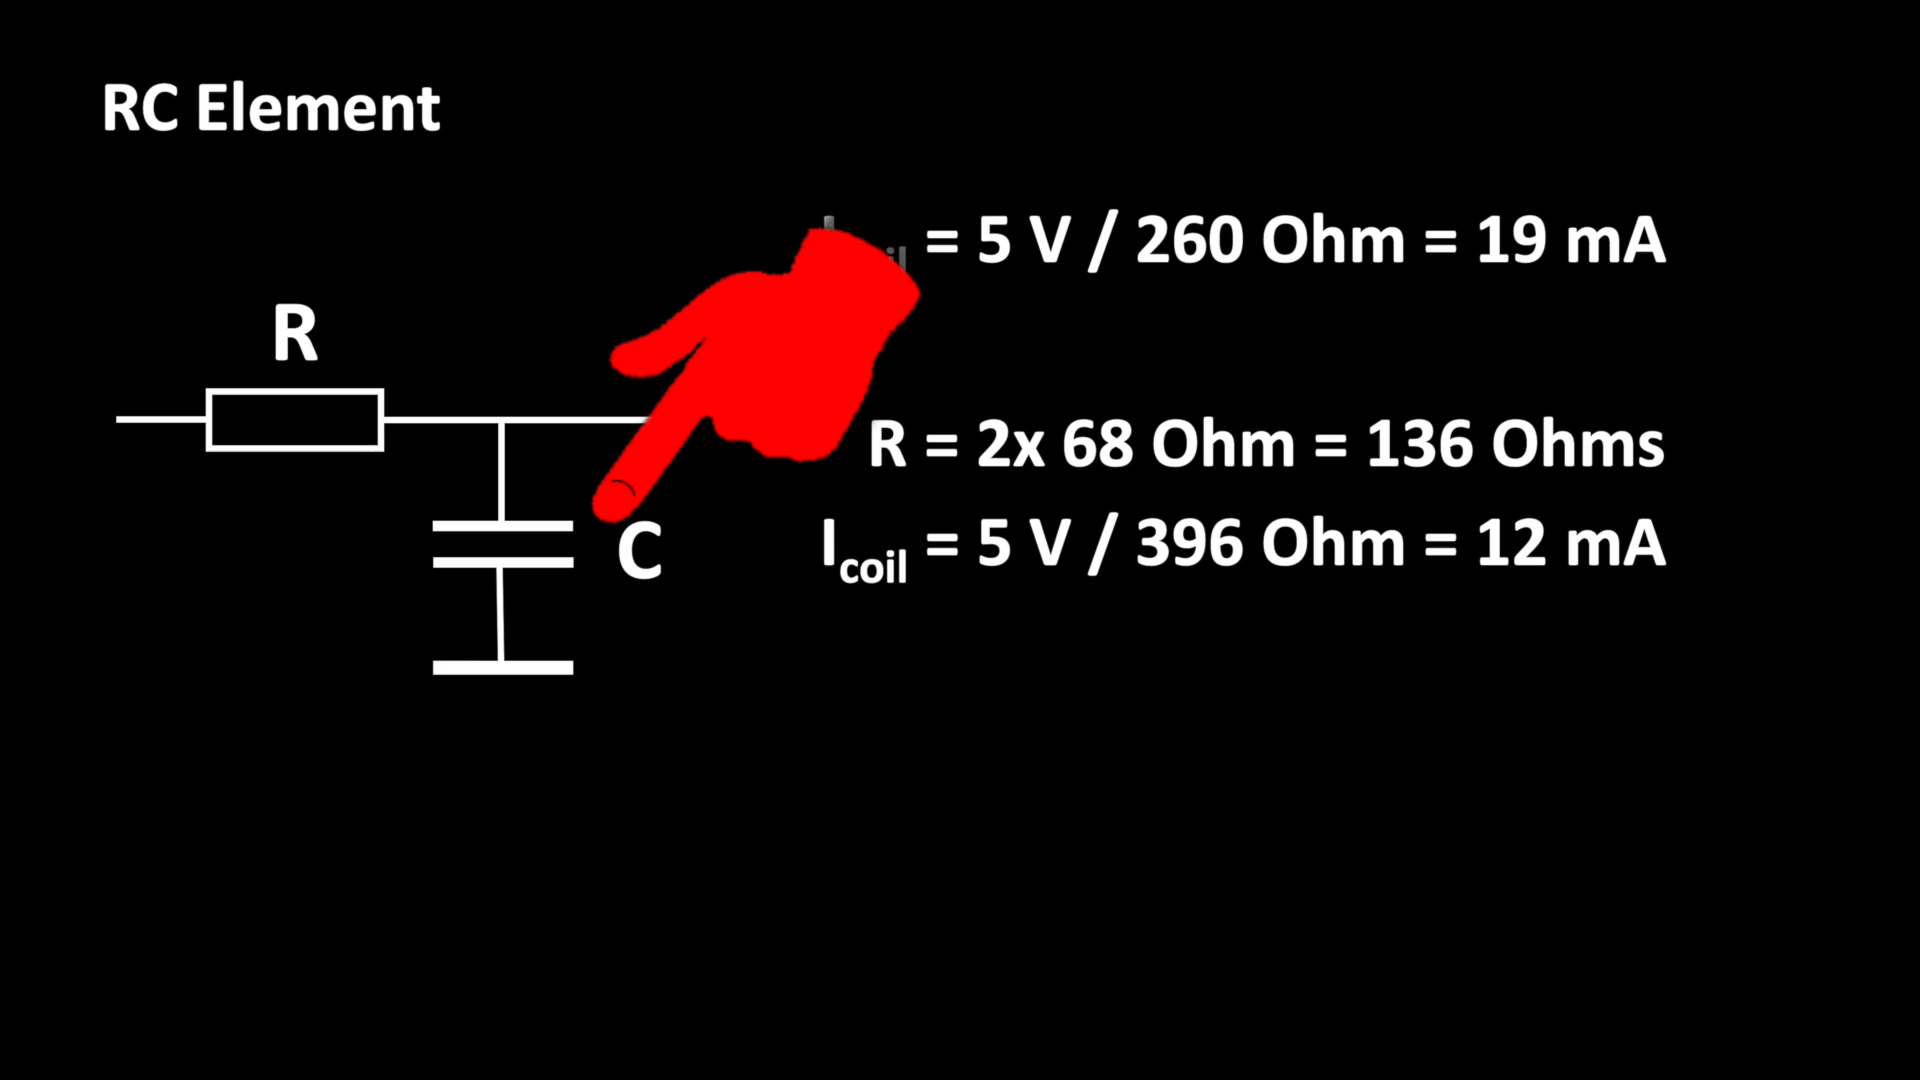 RC Element
= 5 V / 260 Ohm = 19 mA
R
R = 2x 68 Ohm = 136 Ohms
C
Icoil = 5 V / 396 Ohm = 12 mA